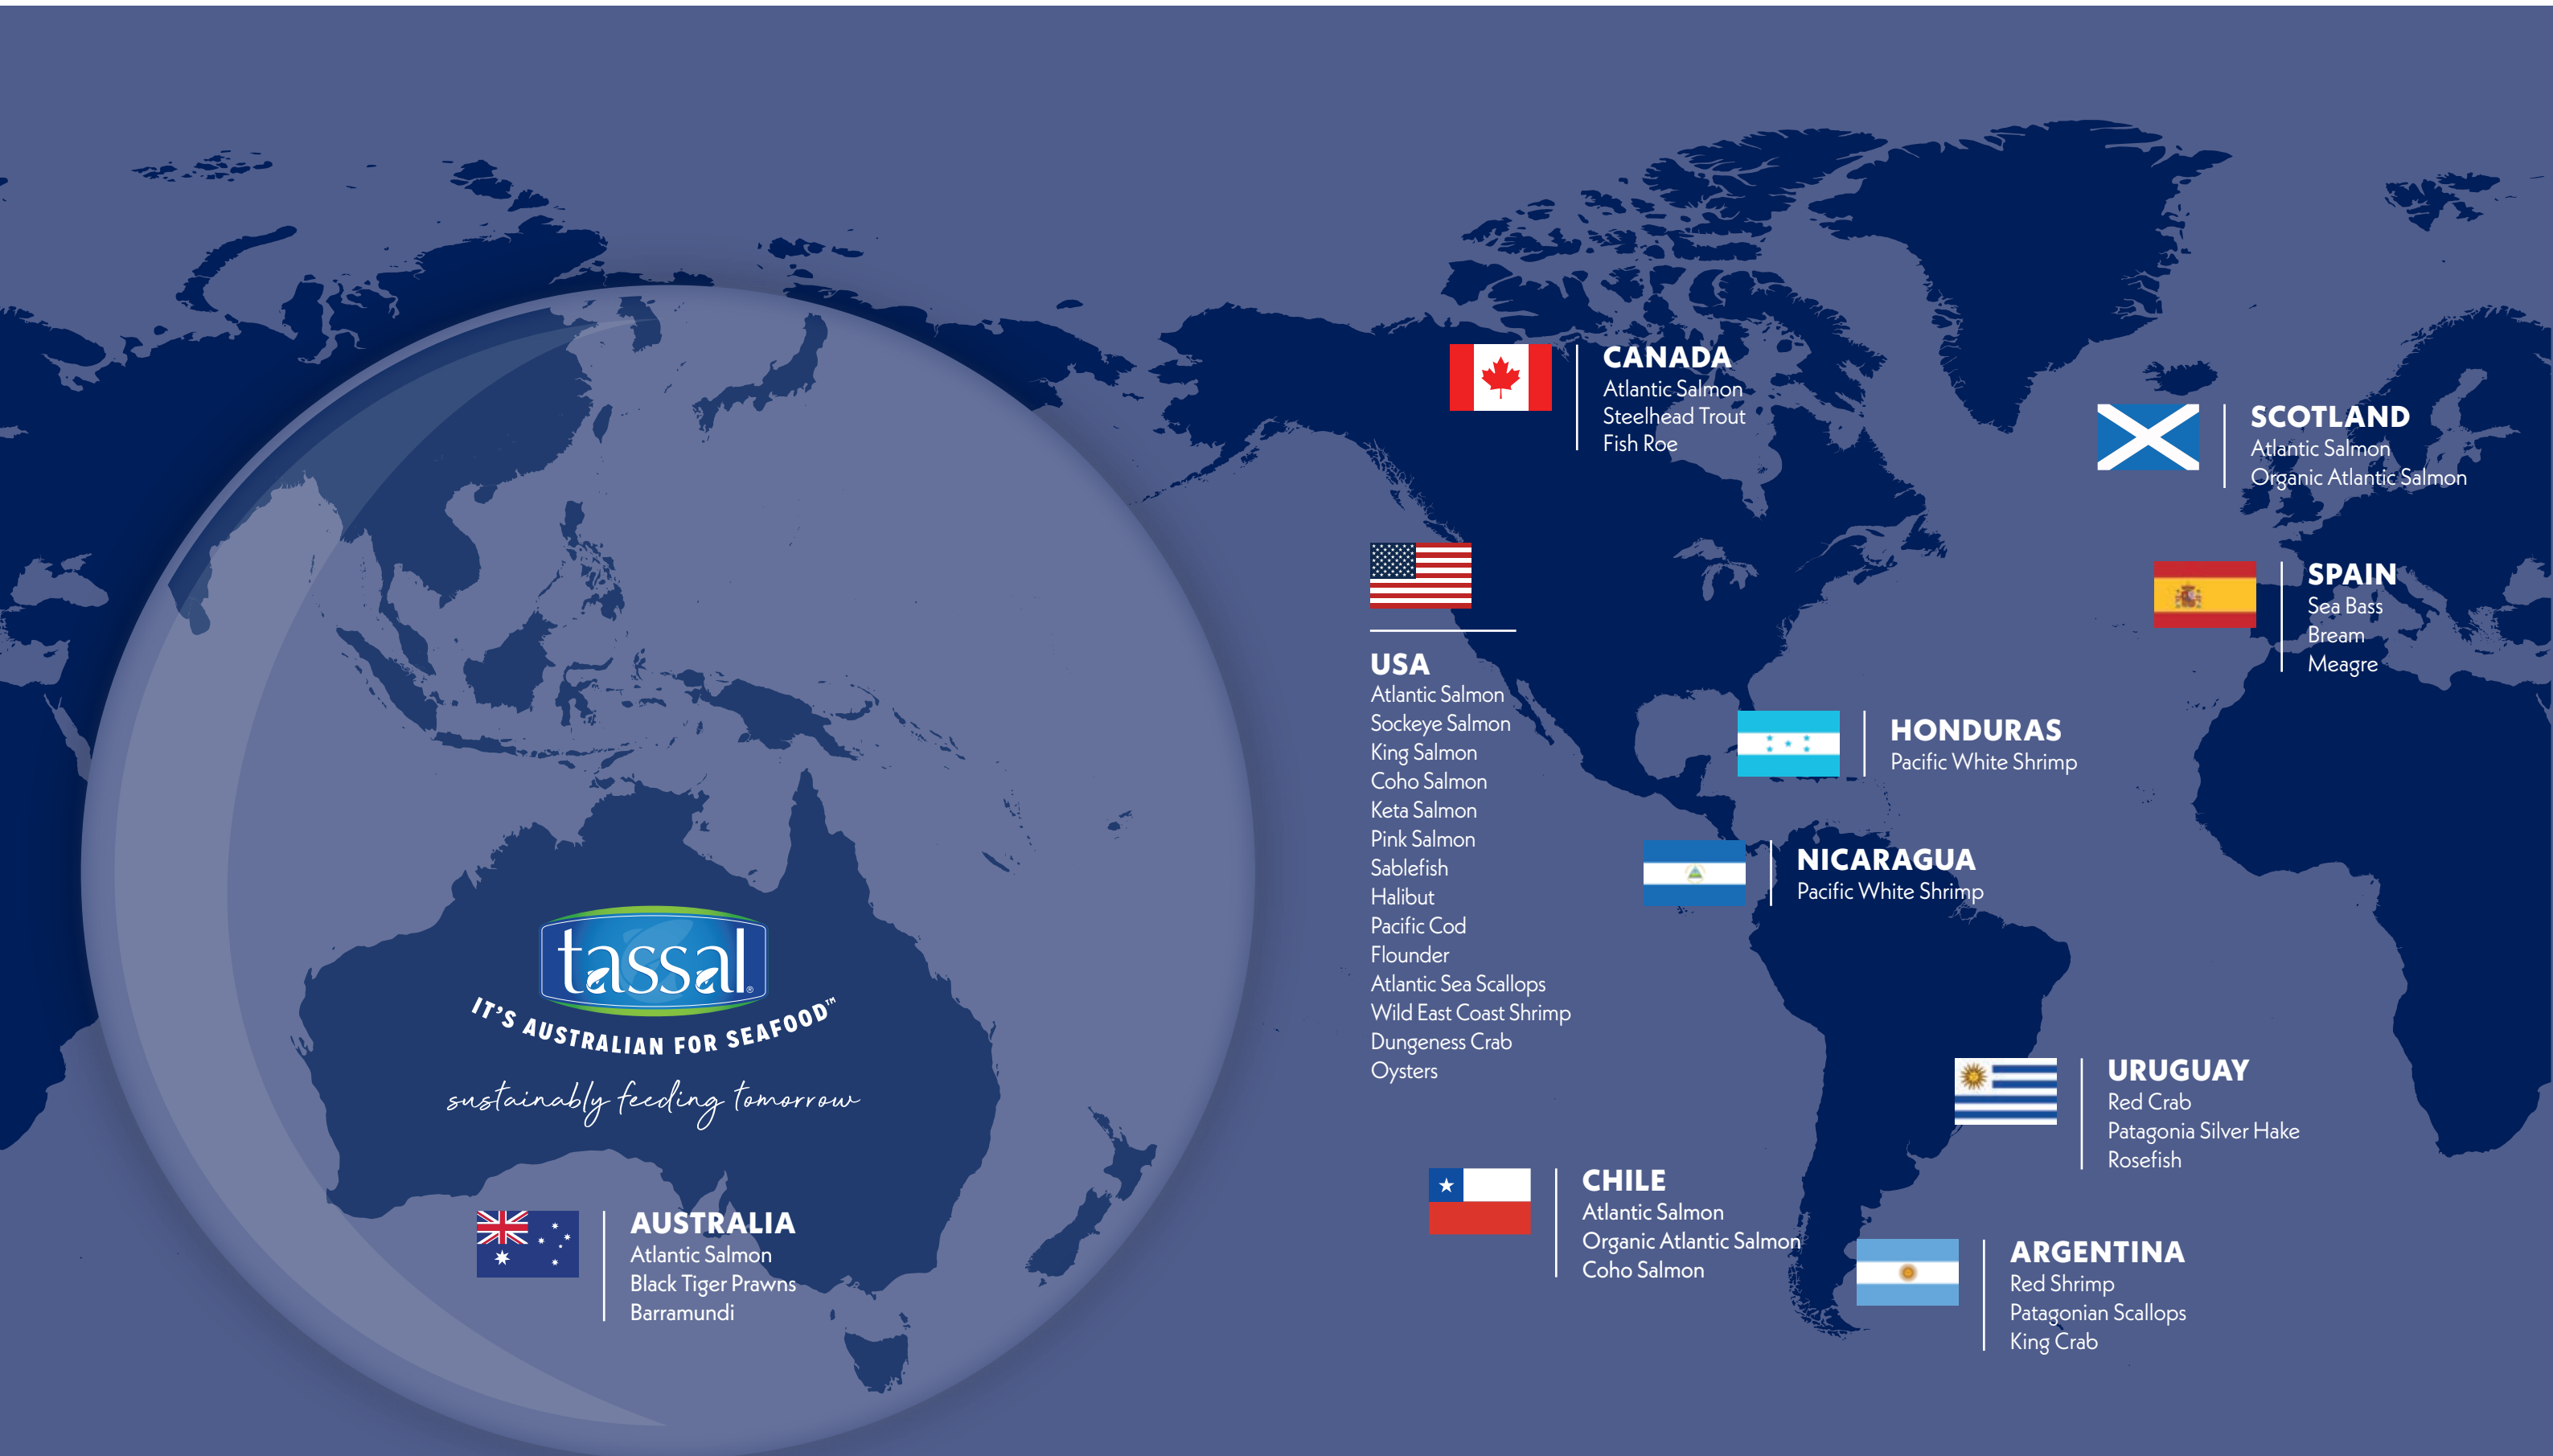 tassal®
IT'S AUSTRALIAN FOR SEAFOOD™
sustainably feeding tomorrow
AUSTRALIA
Atlantic Salmon
Black Tiger Prawns
Barramundi
CANADA
Atlantic Salmon
Steelhead Trout
Fish Roe
USA
Atlantic Salmon
Sockeye Salmon
King Salmon
Coho Salmon
Keta Salmon
Pink Salmon
Sablefish
Halibut
Pacific Cod
Flounder
Atlantic Sea Scallops
Wild East Coast Shrimp
Dungeness Crab
Oysters
SCOTLAND
Atlantic Salmon
Organic Atlantic Salmon
SPAIN
Sea Bass
Bream
Meagre
HONDURAS
Pacific White Shrimp
NICARAGUA
Pacific White Shrimp
URUGUAY
Red Crab
Patagonia Silver Hake
Rosefish
CHILE
Atlantic Salmon
Organic Atlantic Salmon
Coho Salmon
ARGENTINA
Red Shrimp
Patagonian Scallops
King Crab